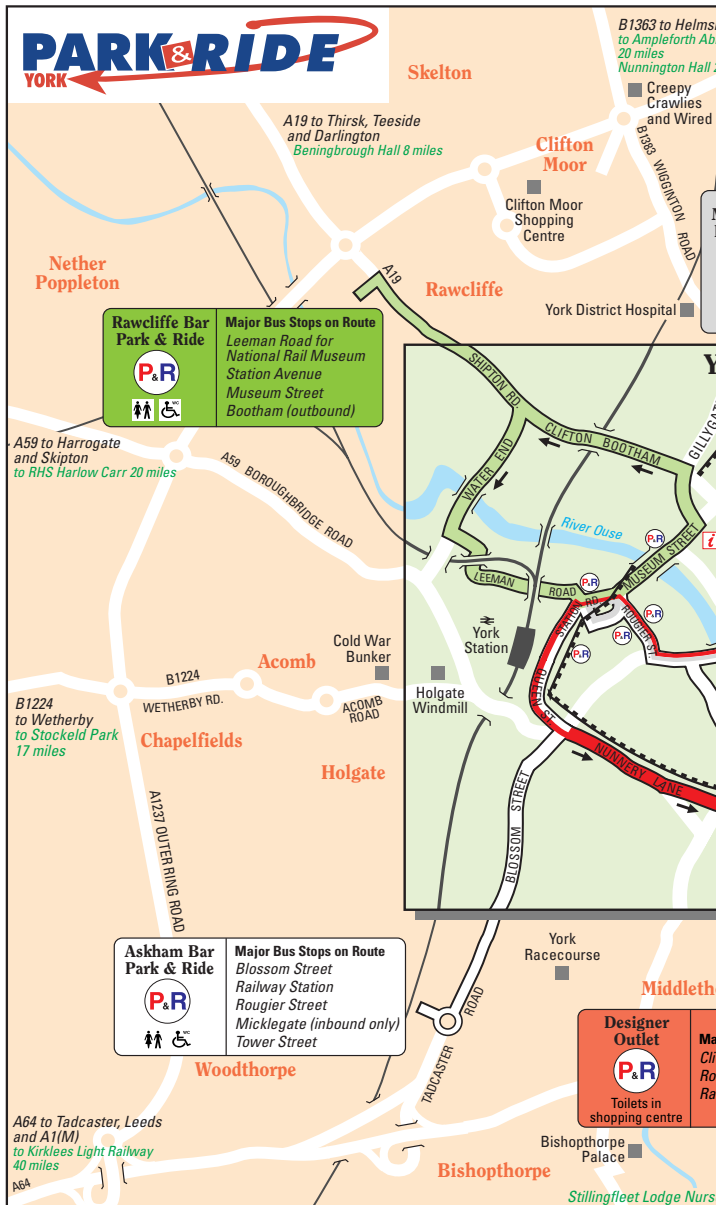 PARK & RIDE
YORK
Skelton
B1363 to Helms
to Ampleforth Ab
20 miles
Nunnington Hall
Creepy
Crawlies
and Wired
A19 to Thirsk, Teeside
and Darlington
Beningbrough Hall 8 miles
Clifton
Moor
B1383 WIGGINTON ROAD
Clifton Moor
Shopping
Centre
Nether
Poppleton
A19
Rawcliffe
York District Hospital
Rawcliffe Bar
Park & Ride
P&R
WC
Major Bus Stops on Route
Leeman Road for
National Rail Museum
Station Avenue
Museum Street
Bootham (outbound)
SHIPTON RD.
CLIFTON BOOTHAM
GILLYGAT
Y
A59 to Harrogate
and Skipton
to RHS Harlow Carr 20 miles
A59 BOROUGHBRIDGE ROAD
WATER END
River Ouse
i
P&R
MUSEUM STREET
LEEMAN ROAD
P&R
STATION RD.
ROUGIER ST.
P&R
P&R
P&R
York
Station
QUEEN ST.
Cold War
Bunker
Acomb
B1224
WETHERBY RD.
ACOMB
ROAD
Holgate
Windmill
B1224
to Wetherby
to Stockeld Park
17 miles
Chapelfields
Holgate
NUNNERY LANE
A1237 OUTER RING ROAD
BLOSSOM STREET
Askham Bar
Park & Ride
P&R
WC
Major Bus Stops on Route
Blossom Street
Railway Station
Rougier Street
Micklegate (inbound only)
Tower Street
York
Racecourse
Middletho
TADCASTER ROAD
Designer
Outlet
P&R
Toilets in
shopping centre
Ma
Cli
Ro
Ra
Woodthorpe
A64 to Tadcaster, Leeds
and A1(M)
to Kirklees Light Railway
40 miles
A64
Bishopthorpe
Bishopthorpe
Palace
Stillingfleet Lodge Nurs